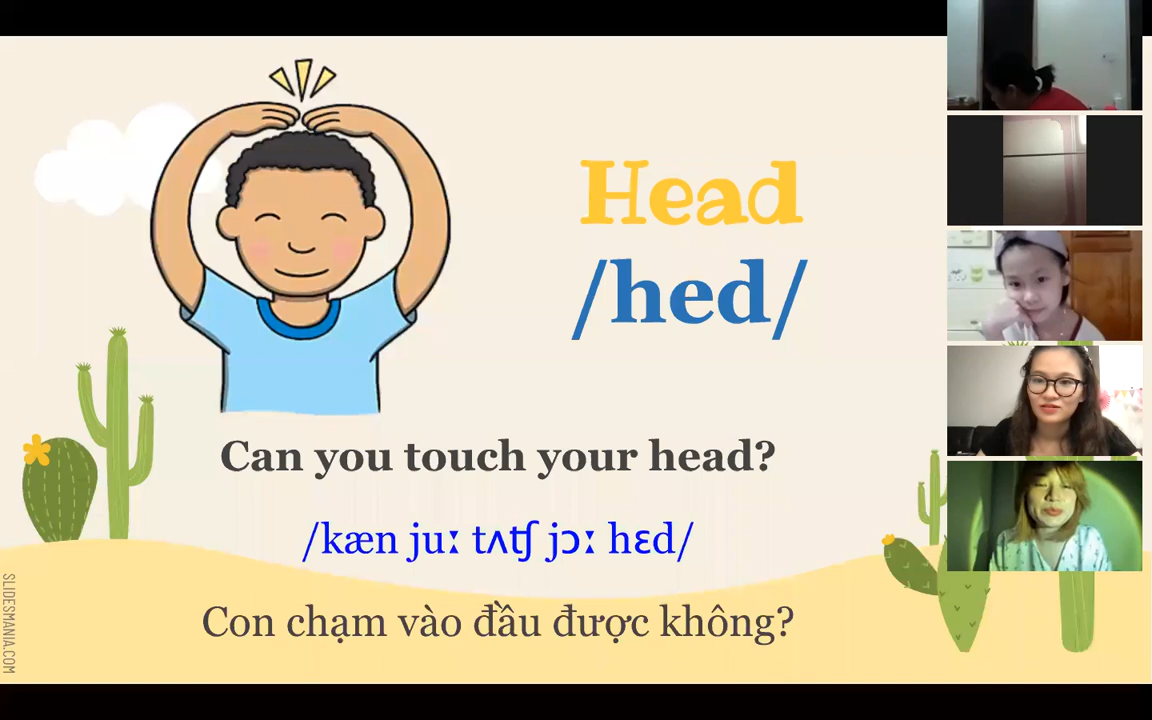 Head
/hed/
Can you touch your head?
/kæn juː tʌʧ jɔː hɛd/
Con chạm vào đầu được không?
SLIDESMANIA.COM